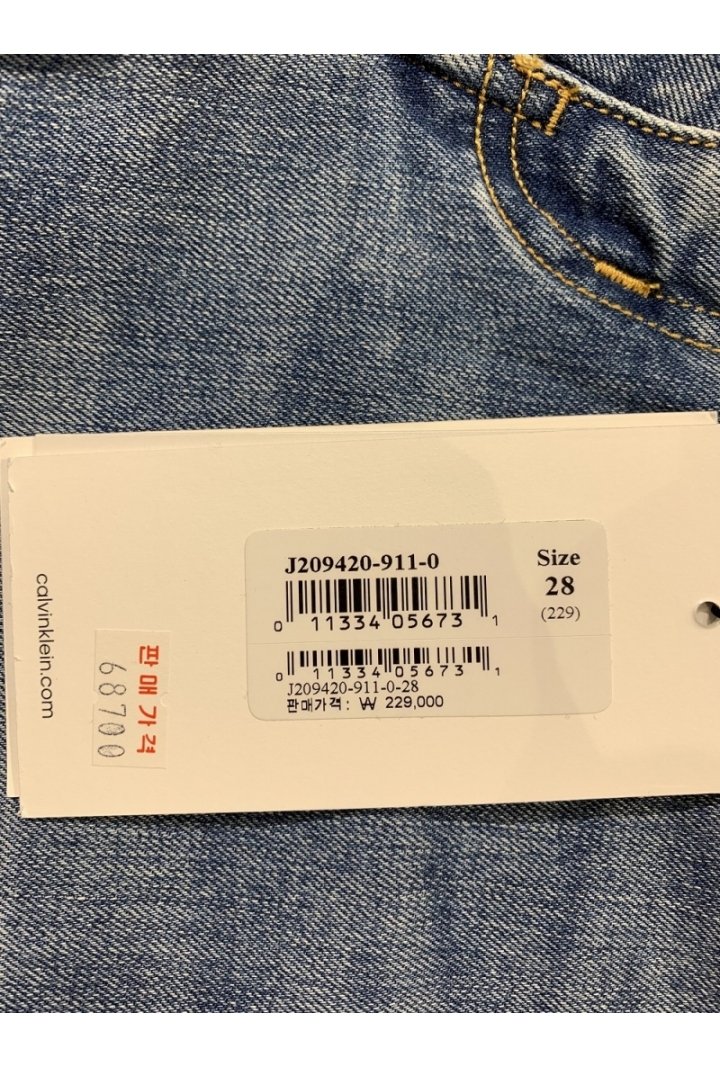 J209420-911-0
Size
28
(229)
0 11334 05673 1
0 11334 05673 1
J209420-911-0-28
판매가격 : ₩ 229,000
calvinklein.com
판매가격
68700